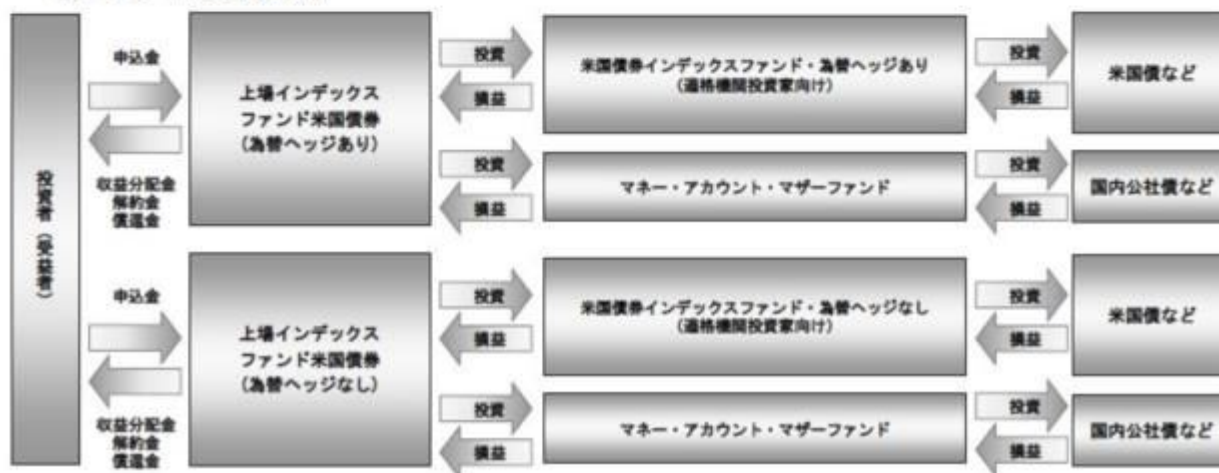 投資者（受益者）
申込金
収益分配金
解約金
償還金
上場インデックス
ファンド米国債券
（為替ヘッジあり）
投資
損益
米国債券インデックスファンド・為替ヘッジあり
（適格機関投資家向け）
投資
損益
米国債など
投資
損益
マネー・アカウント・マザーファンド
投資
損益
国内公社債など
申込金
収益分配金
解約金
償還金
上場インデックス
ファンド米国債券
（為替ヘッジなし）
投資
損益
米国債券インデックスファンド・為替ヘッジなし
（適格機関投資家向け）
投資
損益
米国債など
投資
損益
マネー・アカウント・マザーファンド
投資
損益
国内公社債など